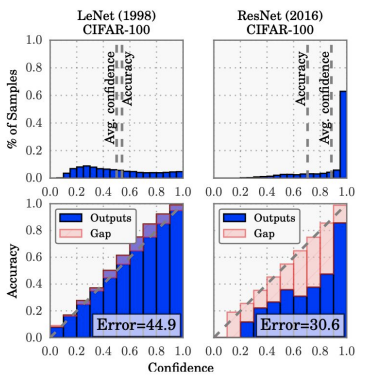 LeNet (1998)
CIFAR-100
ResNet (2016)
CIFAR-100
% of Samples
1.0
0.8
0.6
0.4
0.2
0.0
Avg. confidence
Accuracy
Accuracy
Avg. confidence
0.0 0.2 0.4 0.6 0.8 1.0
0.0 0.2 0.4 0.6 0.8 1.0
Accuracy
1.0
0.8
0.6
0.4
0.2
0.0
Outputs
Gap
Error=44.9
Outputs
Gap
Error=30.6
0.0 0.2 0.4 0.6 0.8 1.0
0.0 0.2 0.4 0.6 0.8 1.0
Confidence